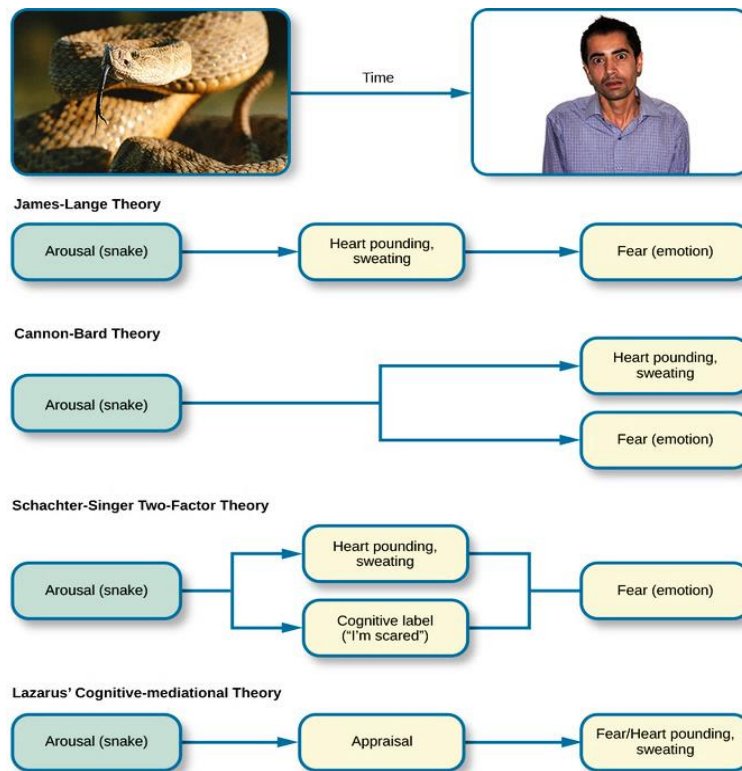 Time
James-Lange Theory
Arousal (snake)
Heart pounding,
sweating
Fear (emotion)
Cannon-Bard Theory
Arousal (snake)
Heart pounding,
sweating
Fear (emotion)
Schachter-Singer Two-Factor Theory
Arousal (snake)
Heart pounding,
sweating
Cognitive label
(“I’m scared”)
Fear (emotion)
Lazarus’ Cognitive-mediational Theory
Arousal (snake)
Appraisal
Fear/Heart pounding,
sweating